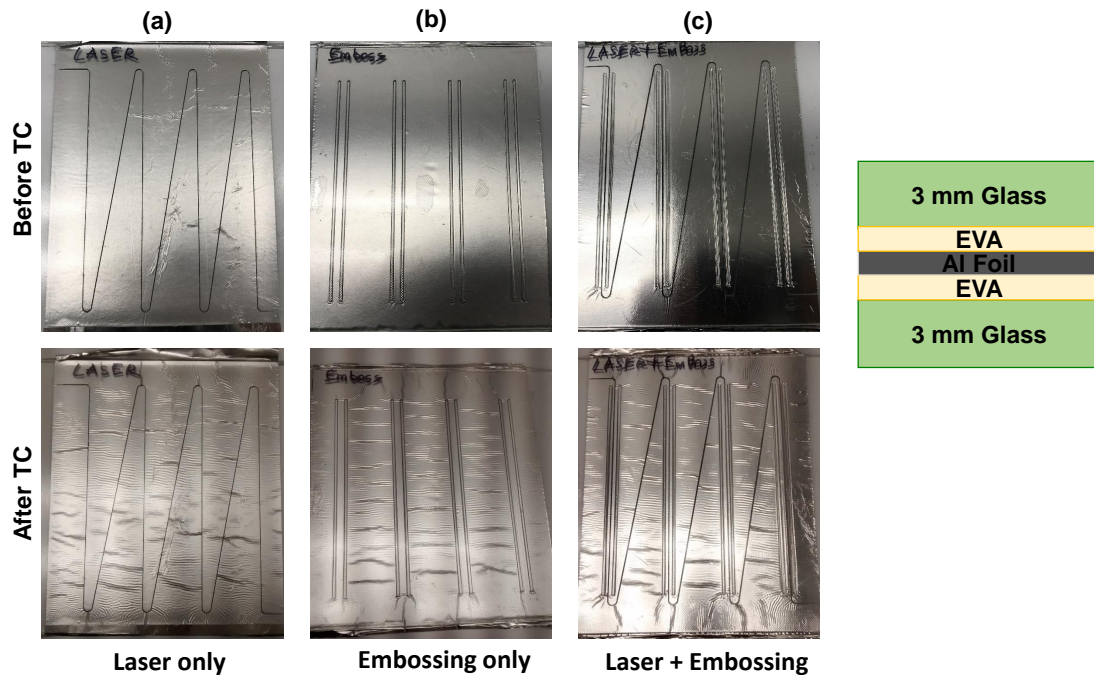 (a)
(b)
(c)
Before TC
LASER
Emboss
LASER + EmBoss
3 mm Glass
EVA
Al Foil
EVA
3 mm Glass
After TC
LASER
Emboss
LASER + EmBoss
Laser only
Embossing only
Laser + Embossing